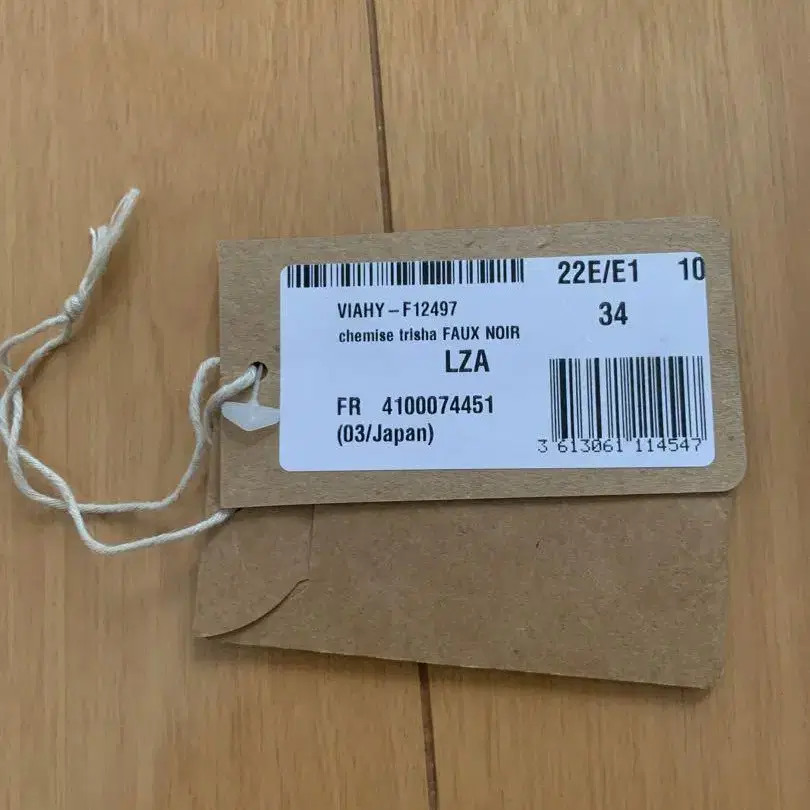 22E/E1 10
VIAHY-F12497
34
chemise trisha FAUX NOIR
LZA
FR 4100074451
(03/Japan)
3 613061 114547